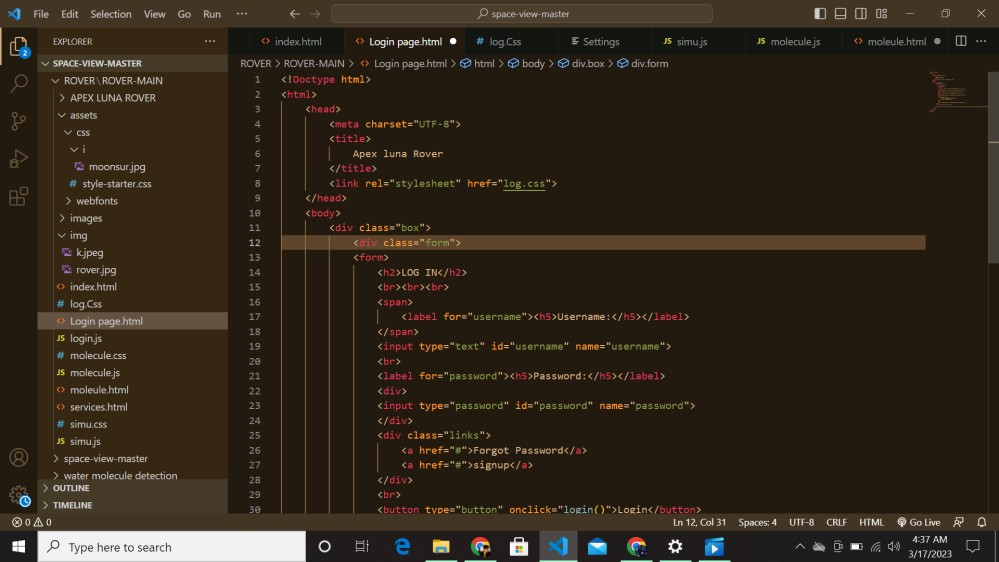 File Edit Selection View Go Run ··· space-view-master
EXPLORER ···
index.html Login page.html log.Css Settings simu.js molecule.js moleule.html ···
SPACE-VIEW-MASTER
ROVER > ROVER-MAIN > Login page.html > html > body > div.box > div.form
ROVER \ ROVER-MAIN
APEX LUNA ROVER
assets
css
i
moonsur.jpg
# style-starter.css
webfonts
images
img
k.jpeg
rover.jpg
<> index.html
# log.Css
<> Login page.html
JS login.js
# molecule.css
JS molecule.js
<> moleule.html
<> services.html
# simu.css
JS simu.js
space-view-master
water molecule detection
OUTLINE
TIMELINE
2
1 <!Doctype html>
2 <html>
3 <head>
4 <meta charset="UTF-8">
5 <title>
6 Apex luna Rover
7 </title>
8 <link rel="stylesheet" href="log.css">
9 </head>
10 <body>
11 <div class="box">
12 <div class="form">
13 <form>
14 <h2>LOG IN</h2>
15 <br><br><br>
16 <span>
17 <label for="username"><h5>Username:</h5></label>
18 </span>
19 <input type="text" id="username" name="username">
20 <br>
21 <label for="password"><h5>Password:</h5></label>
22 <div>
23 <input type="password" id="password" name="password">
24 </div>
25 <div class="links">
26 <a href="#">Forgot Password</a>
27 <a href="#">signup</a>
28 </div>
29 <br>
30 <button type="button" onclick="login()">Login</button>
0 0 Ln 12, Col 31 Spaces: 4 UTF-8 CRLF HTML Go Live
Type here to search
4:37 AM
3/17/2023